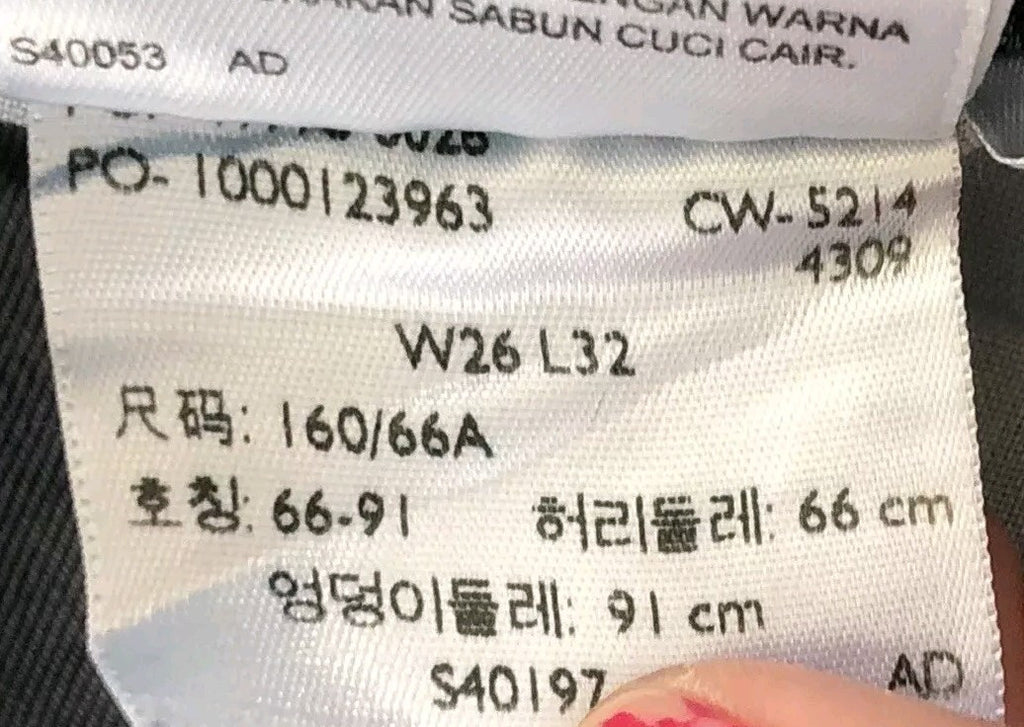 WARNA
SABUN CUCI CAIR.
S40053 AD
PO- 1000123963 CW- 5214
4309
W26 L32
尺码: 160/66A
호칭: 66-91 허리둘레: 66 cm
엉덩이둘레: 91 cm
S40197 AD